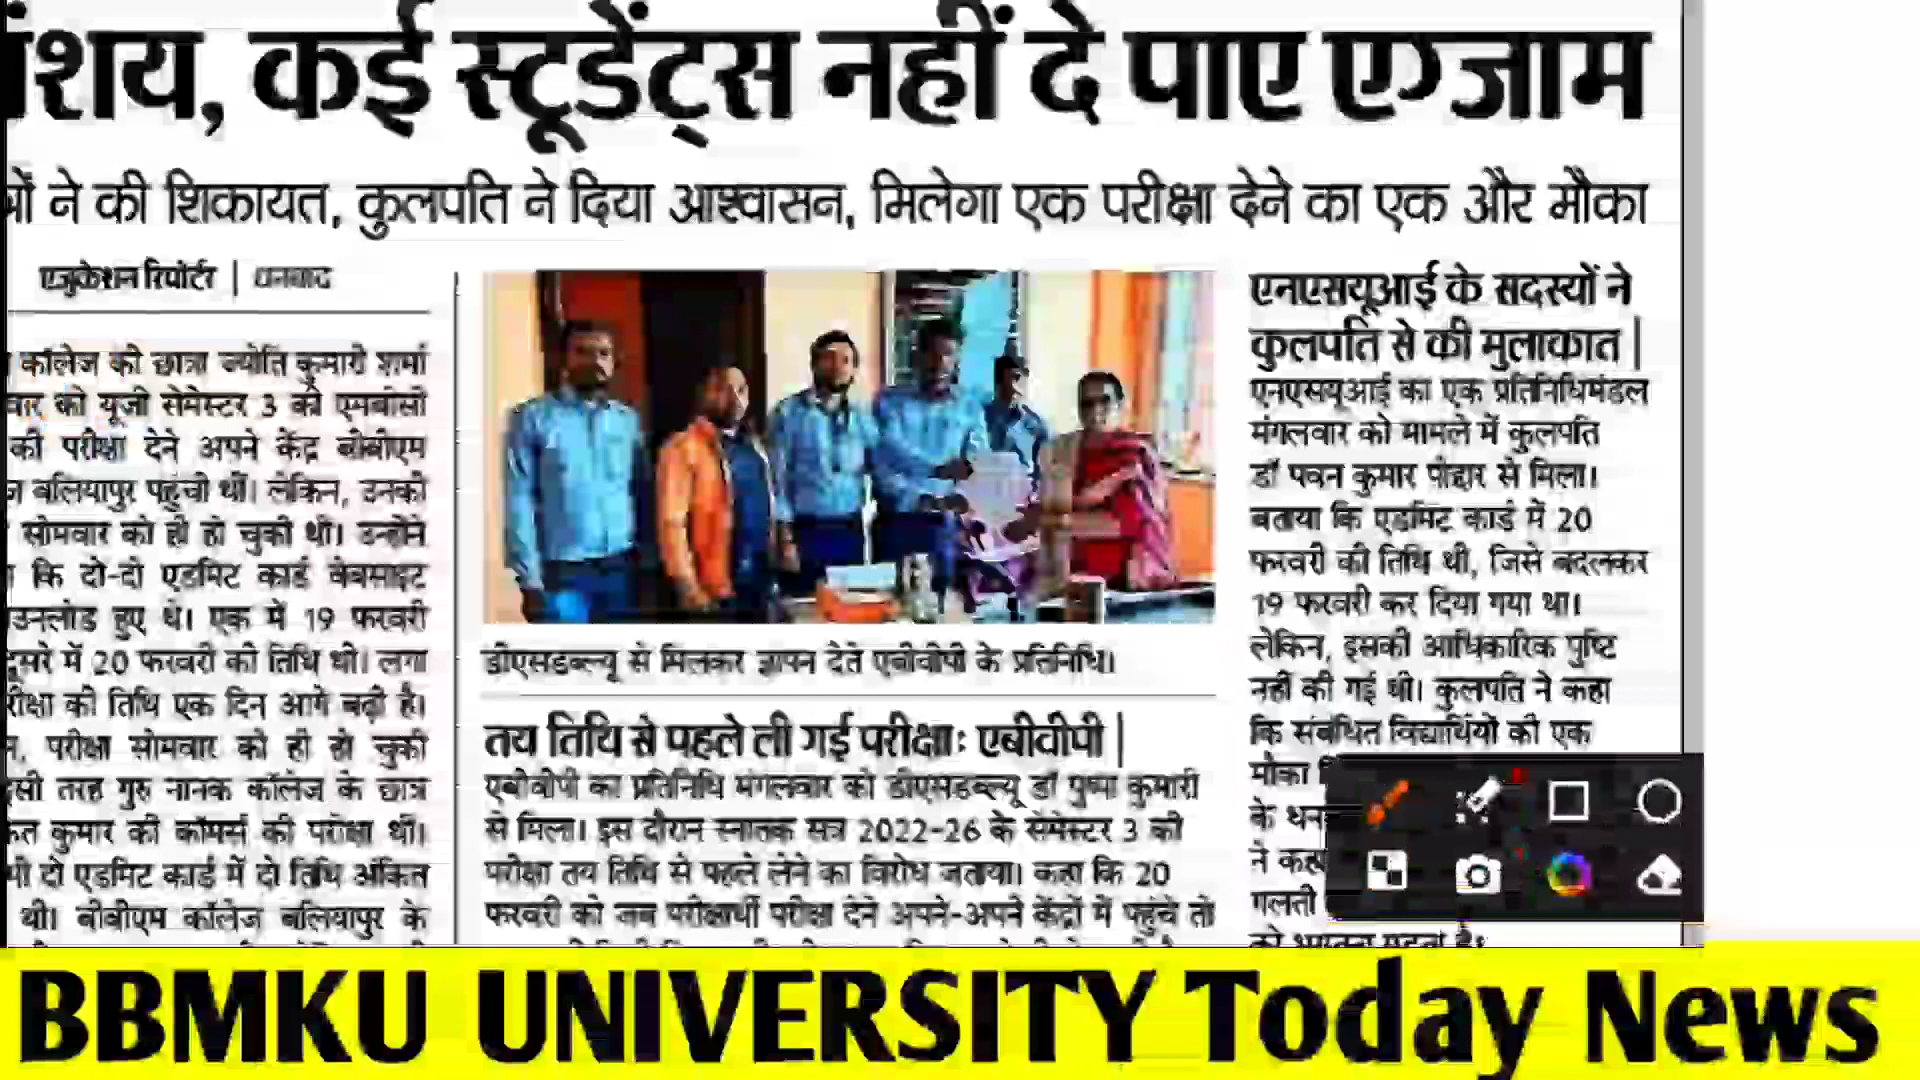 कई स्टूडेंट्स नहीं दे पाए एग्जाम
ने की शिकायत, कुलपति ने दिया आश्वासन, मिलेगा एक परीक्षा देने का एक और मौका
एजुकेशन रिपोर्टर | धनबाद
कॉलेज की छात्रा ज्योति कुमारी शर्मा
को यूजी सेमेस्टर 3 की एमबीसी
की परीक्षा देने अपने केंद्र बीबीएम
बलियापुर पहुंची थीं। लेकिन, उनकी
सोमवार को ही हो चुकी थी। उन्होंने
कि दो-दो एडमिट कार्ड वेबसाइट
हुए थे। एक में 19 फरवरी
में 20 फरवरी की तिथि थी। लगा
की तिथि एक दिन आगे बढ़ी है।
परीक्षा सोमवार को ही हो चुकी
तरह गुरु नानक कॉलेज के छात्र
कुमार की कॉमर्स की परीक्षा थी।
दो एडमिट कार्ड में दो तिथि अंकित
थी। बीबीएम कॉलेज बलियापुर के
डीएसडब्ल्यू से मिलकर ज्ञापन देते एबीवीपी के प्रतिनिधि।
तय तिथि से पहले ली गई परीक्षा: एबीवीपी |
एबीवीपी का प्रतिनिधि मंगलवार को डीएसडब्ल्यू डॉ पुष्पा कुमारी
से मिला। इस दौरान स्नातक सत्र 2022-26 के सेमेस्टर 3 की
परीक्षा तय तिथि से पहले लेने का विरोध जताया। कहा कि 20
फरवरी को जब परीक्षार्थी परीक्षा देने अपने-अपने केंद्रों में पहुंचे तो
एनएसयूआई के सदस्यों ने
कुलपति से की मुलाकात |
एनएसयूआई का एक प्रतिनिधिमंडल
मंगलवार को मामले में कुलपति
डॉ पवन कुमार पोद्दार से मिला।
बताया कि एडमिट कार्ड में 20
फरवरी की तिथि थी, जिसे बदलकर
19 फरवरी कर दिया गया था।
लेकिन, इसकी आधिकारिक पुष्टि
नहीं की गई थी। कुलपति ने कहा
कि संबंधित विद्यार्थियों को एक
मौका
के
ने
गलती
BBMKU UNIVERSITY Today News